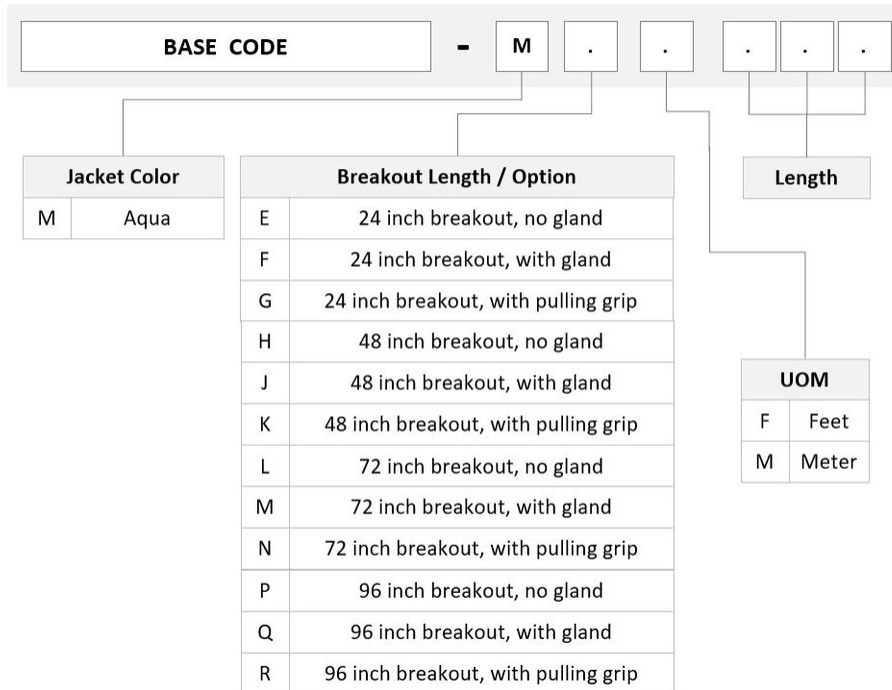 BASE CODE - M . . . . .
Jacket Color
M Aqua
Breakout Length / Option
E 24 inch breakout, no gland
F 24 inch breakout, with gland
G 24 inch breakout, with pulling grip
H 48 inch breakout, no gland
J 48 inch breakout, with gland
K 48 inch breakout, with pulling grip
L 72 inch breakout, no gland
M 72 inch breakout, with gland
N 72 inch breakout, with pulling grip
P 96 inch breakout, no gland
Q 96 inch breakout, with gland
R 96 inch breakout, with pulling grip
Length
UOM
F Feet
M Meter